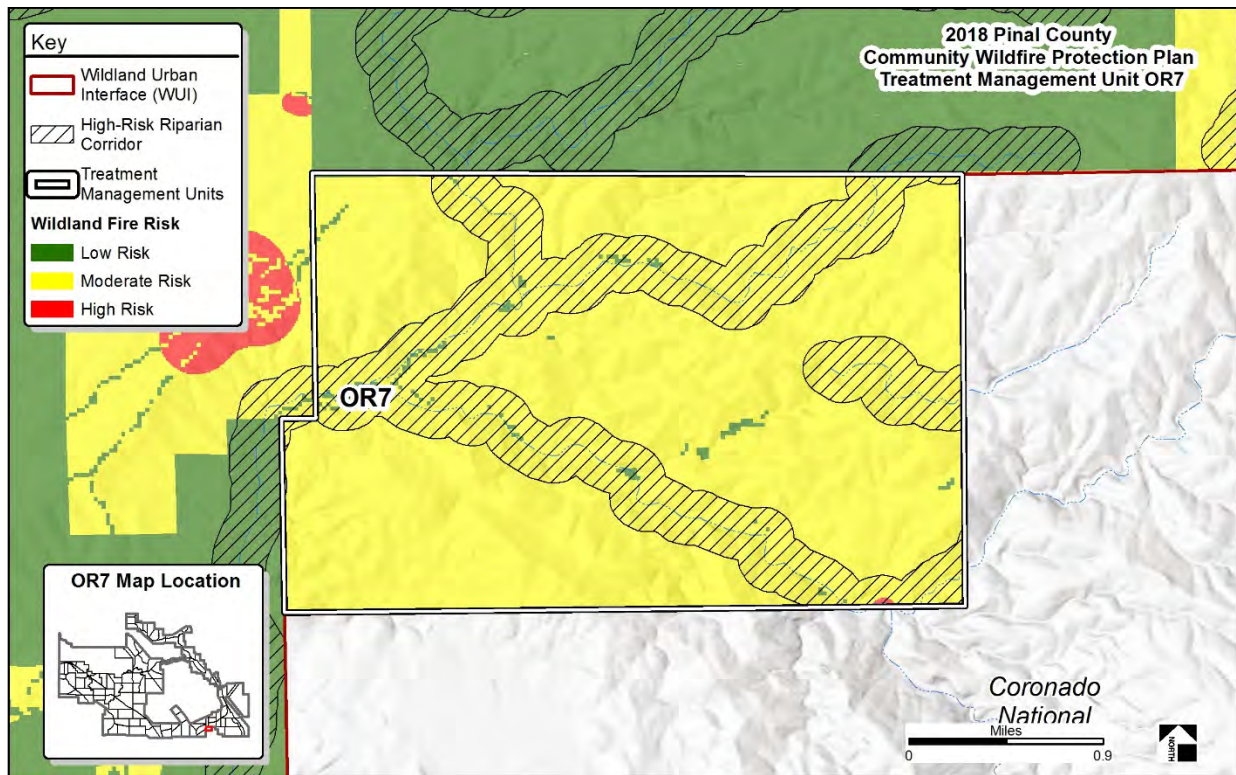 Key
Wildland Urban
Interface (WUI)
High-Risk Riparian
Corridor
Treatment
Management Units
Wildland Fire Risk
Low Risk
Moderate Risk
High Risk
2018 Pinal County
Community Wildfire Protection Plan
Treatment Management Unit OR7
OR7
OR7 Map Location
Coronado
National
Miles
0
0.9
NORTH